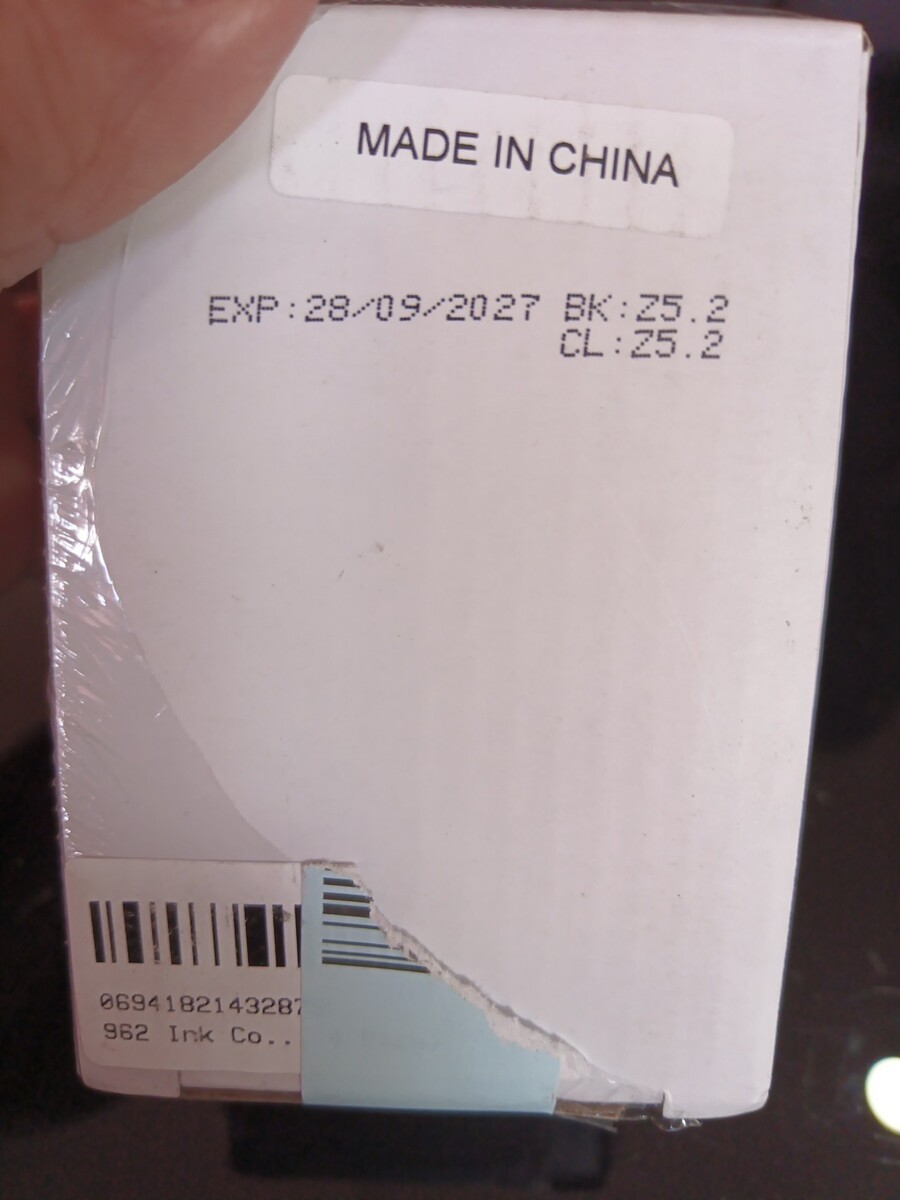 MADE IN CHINA
EXP:28/09/2027 BK:Z5.2
CL:Z5.2
0694182143287
962 Ink Co..